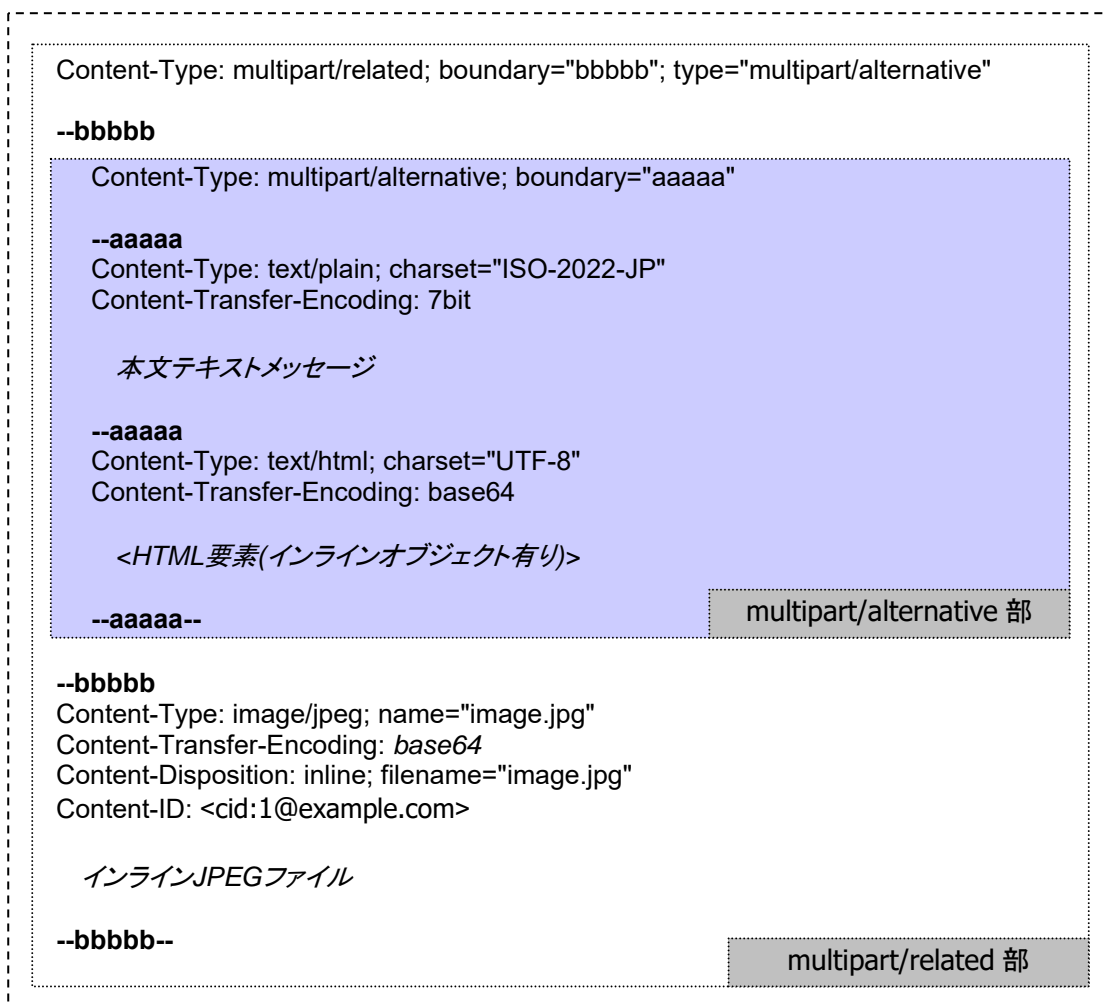 Content-Type: multipart/related; boundary="bbbbb"; type="multipart/alternative"
--bbbbb
Content-Type: multipart/alternative; boundary="aaaaa"
--aaaaa
Content-Type: text/plain; charset="ISO-2022-JP"
Content-Transfer-Encoding: 7bit
本文テキストメッセージ
--aaaaa
Content-Type: text/html; charset="UTF-8"
Content-Transfer-Encoding: base64
<HTML要素(インラインオブジェクト有り)>
--aaaaa--
multipart/alternative 部
--bbbbb
Content-Type: image/jpeg; name="image.jpg"
Content-Transfer-Encoding: base64
Content-Disposition: inline; filename="image.jpg"
Content-ID: <cid:1@example.com>
インラインJPEGファイル
--bbbbb--
multipart/related 部